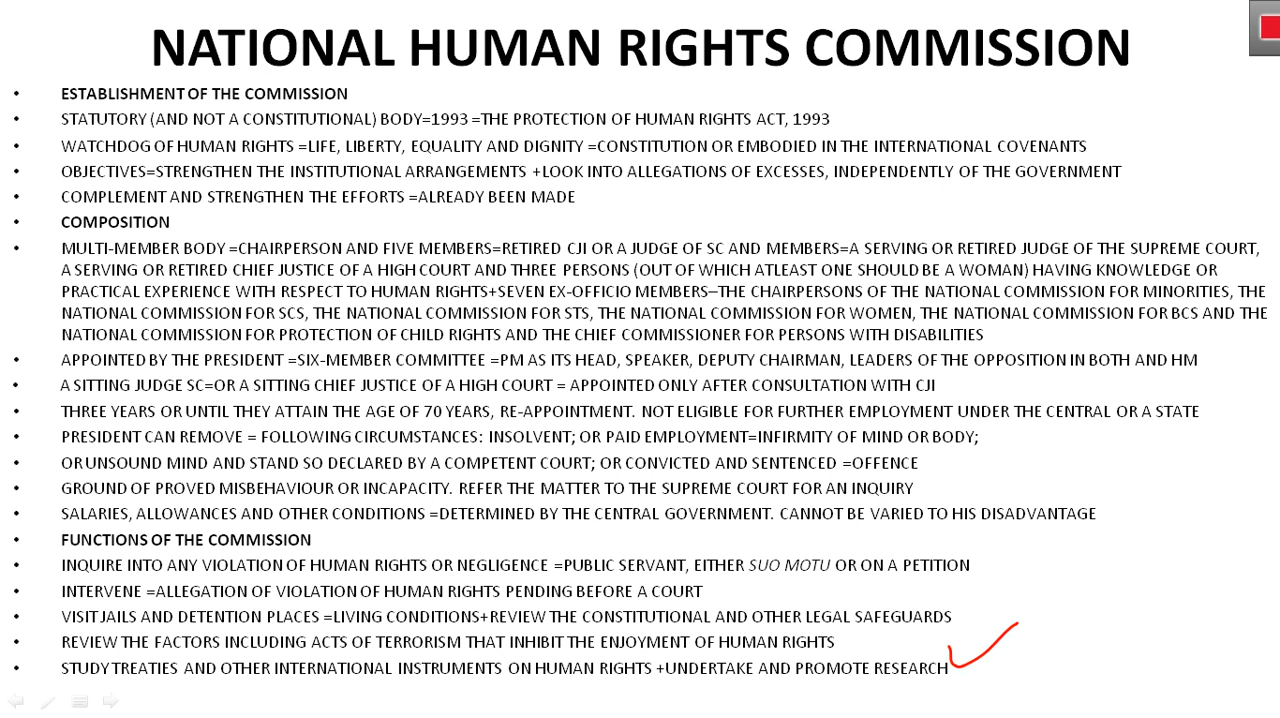 NATIONAL HUMAN RIGHTS COMMISSION
• ESTABLISHMENT OF THE COMMISSION
• STATUTORY (AND NOT A CONSTITUTIONAL) BODY=1993 =THE PROTECTION OF HUMAN RIGHTS ACT, 1993
• WATCHDOG OF HUMAN RIGHTS =LIFE, LIBERTY, EQUALITY AND DIGNITY =CONSTITUTION OR EMBODIED IN THE INTERNATIONAL COVENANTS
• OBJECTIVES=STRENGTHEN THE INSTITUTIONAL ARRANGEMENTS +LOOK INTO ALLEGATIONS OF EXCESSES, INDEPENDENTLY OF THE GOVERNMENT
• COMPLEMENT AND STRENGTHEN THE EFFORTS =ALREADY BEEN MADE
• COMPOSITION
• MULTI-MEMBER BODY =CHAIRPERSON AND FIVE MEMBERS=RETIRED CJI OR A JUDGE OF SC AND MEMBERS=A SERVING OR RETIRED JUDGE OF THE SUPREME COURT,
A SERVING OR RETIRED CHIEF JUSTICE OF A HIGH COURT AND THREE PERSONS (OUT OF WHICH ATLEAST ONE SHOULD BE A WOMAN) HAVING KNOWLEDGE OR
PRACTICAL EXPERIENCE WITH RESPECT TO HUMAN RIGHTS+SEVEN EX-OFFICIO MEMBERS–THE CHAIRPERSONS OF THE NATIONAL COMMISSION FOR MINORITIES, THE
NATIONAL COMMISSION FOR SCS, THE NATIONAL COMMISSION FOR STS, THE NATIONAL COMMISSION FOR WOMEN, THE NATIONAL COMMISSION FOR BCS AND THE
NATIONAL COMMISSION FOR PROTECTION OF CHILD RIGHTS AND THE CHIEF COMMISSIONER FOR PERSONS WITH DISABILITIES
• APPOINTED BY THE PRESIDENT =SIX-MEMBER COMMITTEE =PM AS ITS HEAD, SPEAKER, DEPUTY CHAIRMAN, LEADERS OF THE OPPOSITION IN BOTH AND HM
• A SITTING JUDGE SC=OR A SITTING CHIEF JUSTICE OF A HIGH COURT = APPOINTED ONLY AFTER CONSULTATION WITH CJI
• THREE YEARS OR UNTIL THEY ATTAIN THE AGE OF 70 YEARS, RE-APPOINTMENT. NOT ELIGIBLE FOR FURTHER EMPLOYMENT UNDER THE CENTRAL OR A STATE
• PRESIDENT CAN REMOVE = FOLLOWING CIRCUMSTANCES: INSOLVENT; OR PAID EMPLOYMENT=INFIRMITY OF MIND OR BODY;
• OR UNSOUND MIND AND STAND SO DECLARED BY A COMPETENT COURT; OR CONVICTED AND SENTENCED =OFFENCE
• GROUND OF PROVED MISBEHAVIOUR OR INCAPACITY. REFER THE MATTER TO THE SUPREME COURT FOR AN INQUIRY
• SALARIES, ALLOWANCES AND OTHER CONDITIONS =DETERMINED BY THE CENTRAL GOVERNMENT. CANNOT BE VARIED TO HIS DISADVANTAGE
• FUNCTIONS OF THE COMMISSION
• INQUIRE INTO ANY VIOLATION OF HUMAN RIGHTS OR NEGLIGENCE =PUBLIC SERVANT, EITHER SUO MOTU OR ON A PETITION
• INTERVENE =ALLEGATION OF VIOLATION OF HUMAN RIGHTS PENDING BEFORE A COURT
• VISIT JAILS AND DETENTION PLACES =LIVING CONDITIONS+REVIEW THE CONSTITUTIONAL AND OTHER LEGAL SAFEGUARDS
• REVIEW THE FACTORS INCLUDING ACTS OF TERRORISM THAT INHIBIT THE ENJOYMENT OF HUMAN RIGHTS
• STUDY TREATIES AND OTHER INTERNATIONAL INSTRUMENTS ON HUMAN RIGHTS +UNDERTAKE AND PROMOTE RESEARCH